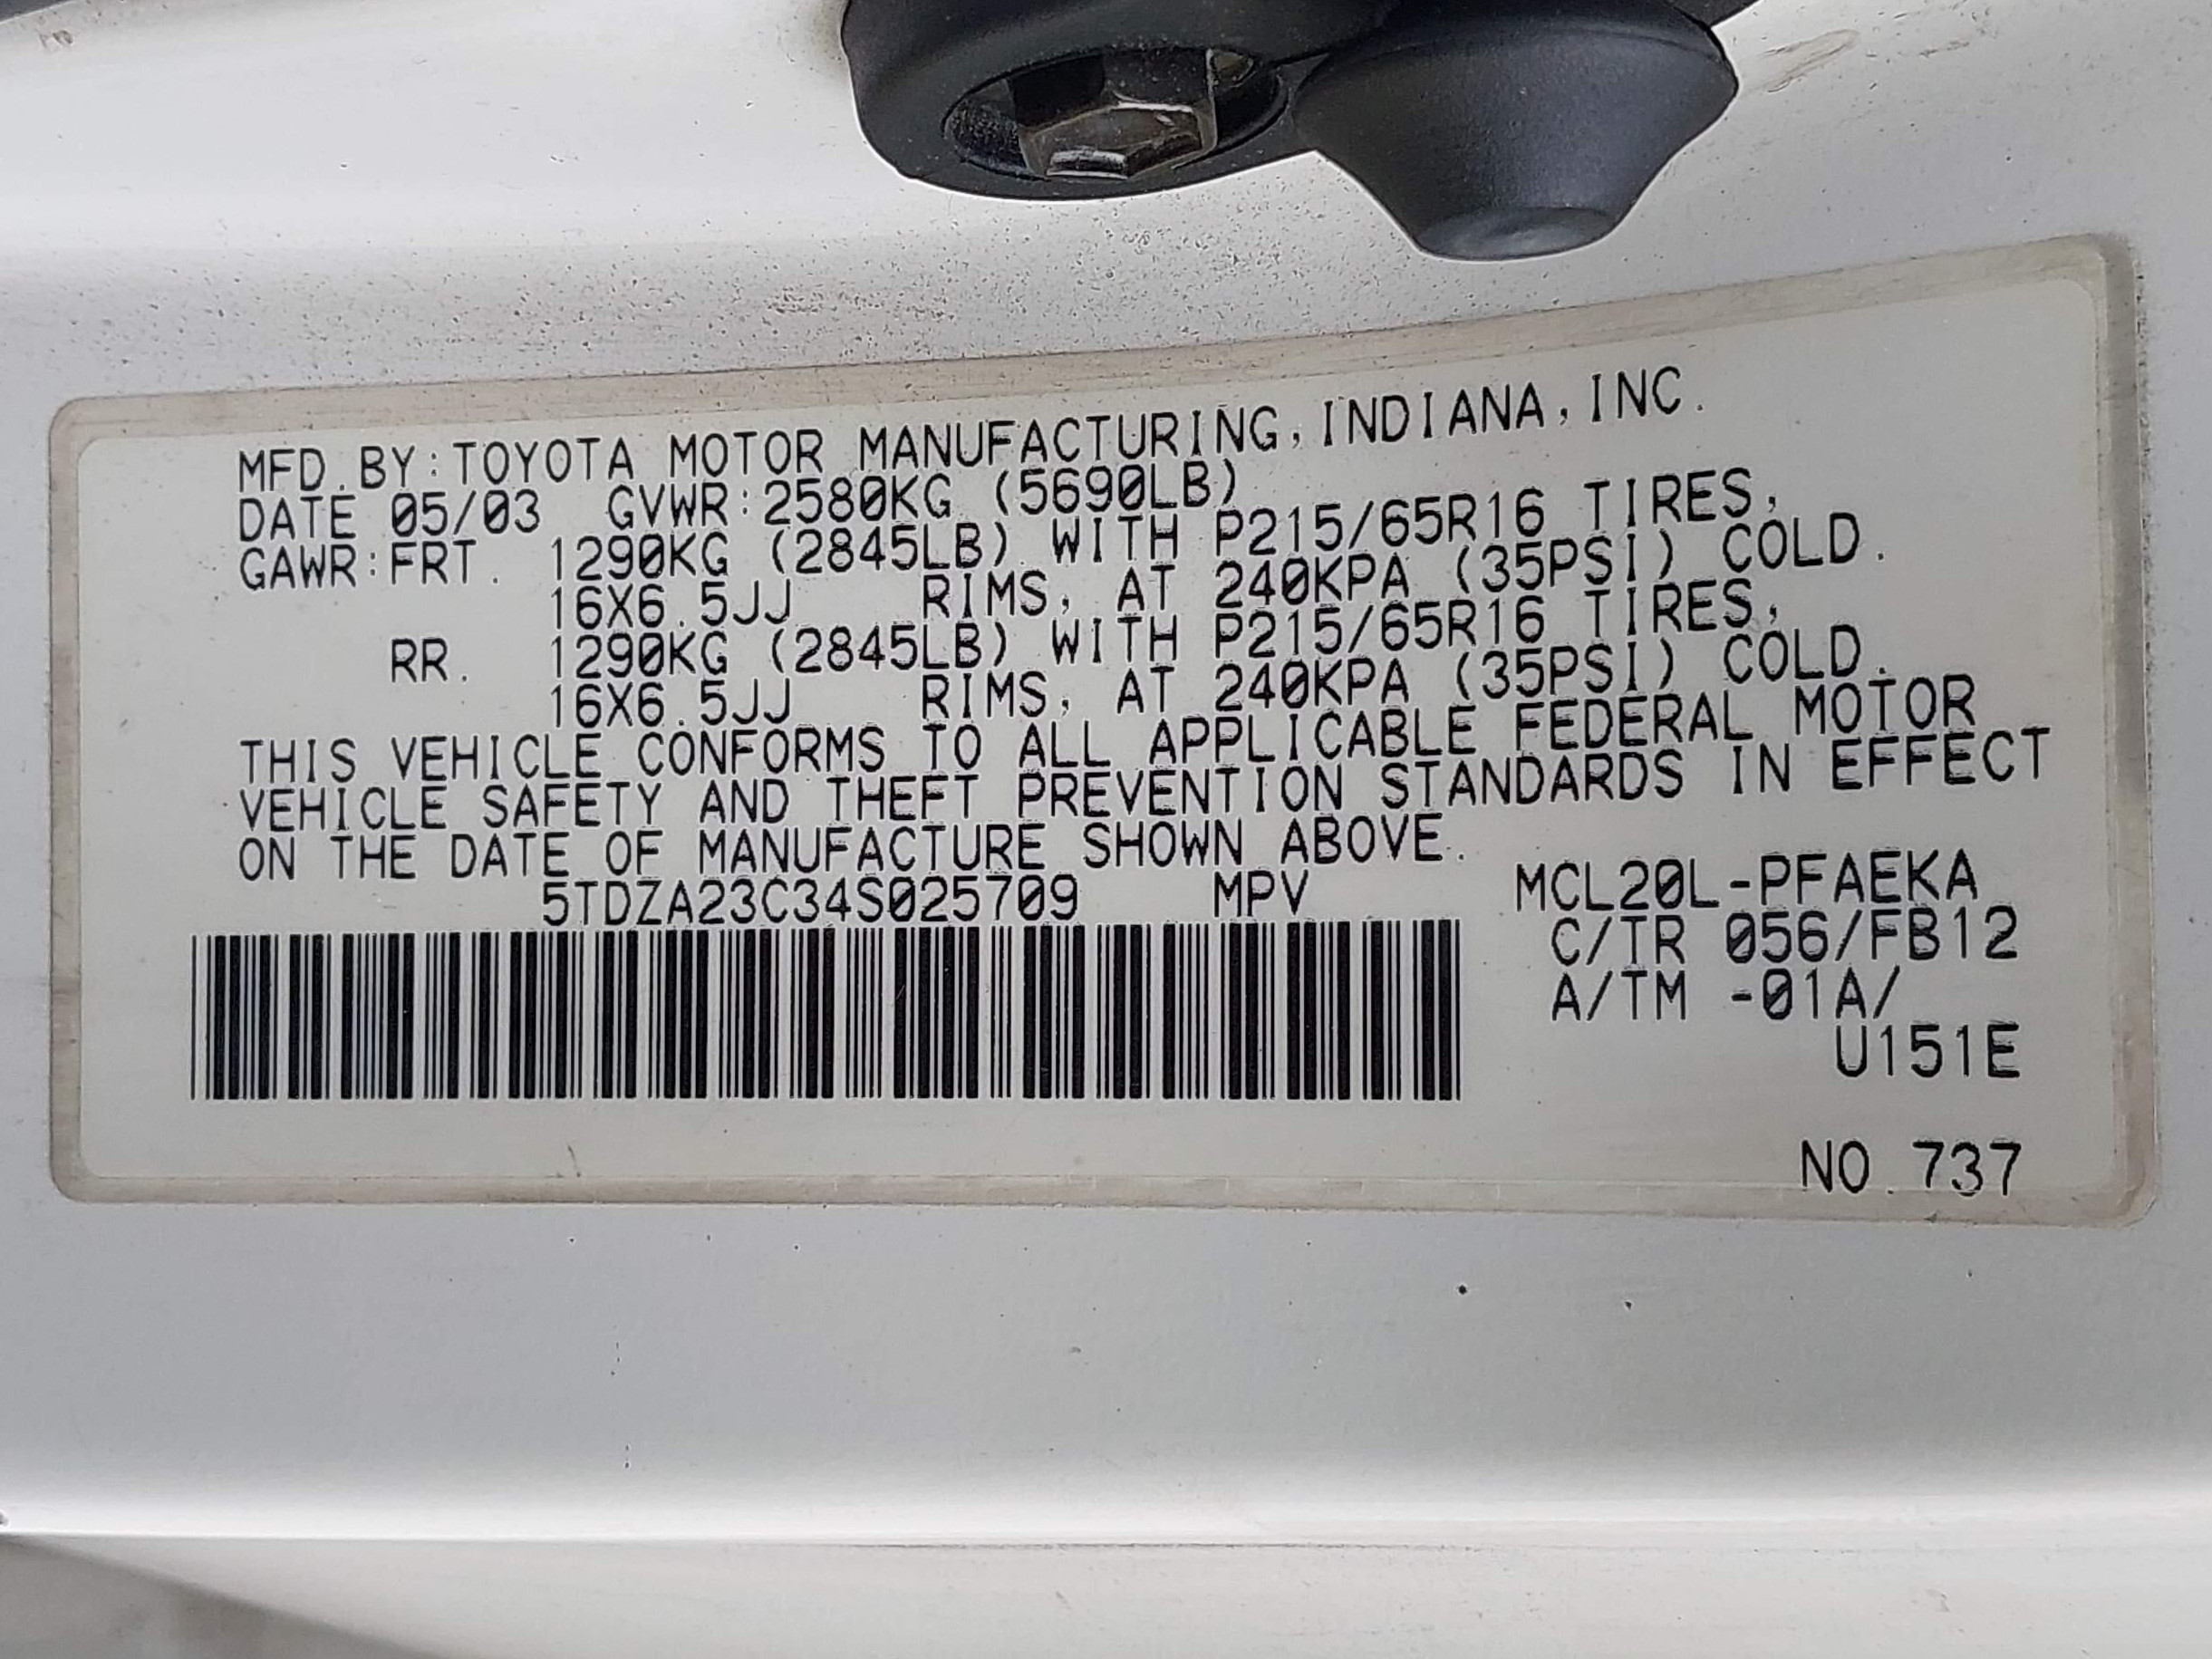 MFD.BY:TOYOTA MOTOR MANUFACTURING,INDIANA,INC.
DATE 05/03 GVWR:2580KG (5690LB)
GAWR:FRT. 1290KG (2845LB) WITH P215/65R16 TIRES,
16X6.5JJ RIMS, AT 240KPA (35PSI) COLD.
RR. 1290KG (2845LB) WITH P215/65R16 TIRES,
16X6.5JJ RIMS, AT 240KPA (35PSI) COLD.
THIS VEHICLE CONFORMS TO ALL APPLICABLE FEDERAL MOTOR
VEHICLE SAFETY AND THEFT PREVENTION STANDARDS IN EFFECT
ON THE DATE OF MANUFACTURE SHOWN ABOVE.
5TDZA23C34S025709 MPV MCL20L-PFAEKA
C/TR 056/FB12
A/TM -01A/
U151E
NO.737